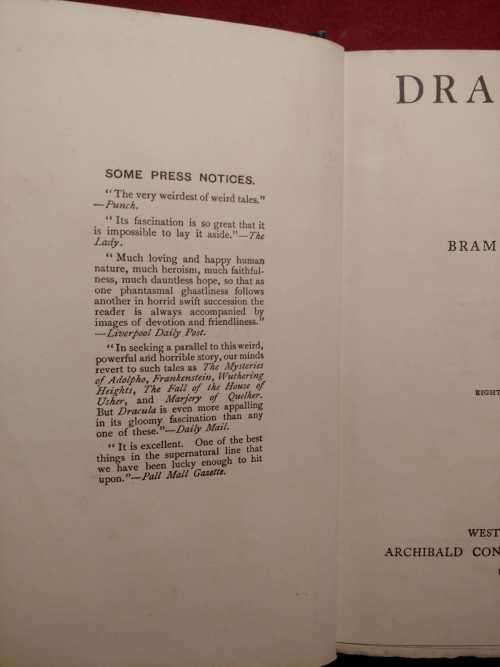 SOME PRESS NOTICES.
"The very weirdest of weird tales."
—Punch.
"Its fascination is so great that it
is impossible to lay it aside."—The
Lady.
"Much loving and happy human
nature, much heroism, much faithful-
ness, much dauntless hope, so that as
one phantasmal ghastliness follows
another in horrid swift succession the
reader is always accompanied by
images of devotion and friendliness."
—Liverpool Daily Post.
"In seeking a parallel to this weird,
powerful and horrible story, our minds
revert to such tales as The Mysteries
of Adolpho, Frankenstein, Wuthering
Heights, The Fall of the House of
Usher, and Marjery of Quelher.
But Dracula is even more appalling
in its gloomy fascination than any
one of these."—Daily Mail.
"It is excellent. One of the best
things in the supernatural line that
we have been lucky enough to hit
upon."—Pall Mall Gazette.
DRA
BRAM
EIGHT
WEST
ARCHIBALD CON